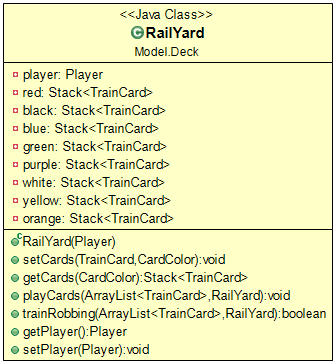 <<Java Class>>
RailYard
Model.Deck
player: Player
red: Stack<TrainCard>
black: Stack<TrainCard>
blue: Stack<TrainCard>
green: Stack<TrainCard>
purple: Stack<TrainCard>
white: Stack<TrainCard>
yellow: Stack<TrainCard>
orange: Stack<TrainCard>
RailYard(Player)
setCards(TrainCard,CardColor):void
getCards(CardColor):Stack<TrainCard>
playCards(ArrayList<TrainCard>,RailYard):void
trainRobbing(ArrayList<TrainCard>,RailYard):boolean
getPlayer():Player
setPlayer(Player):void